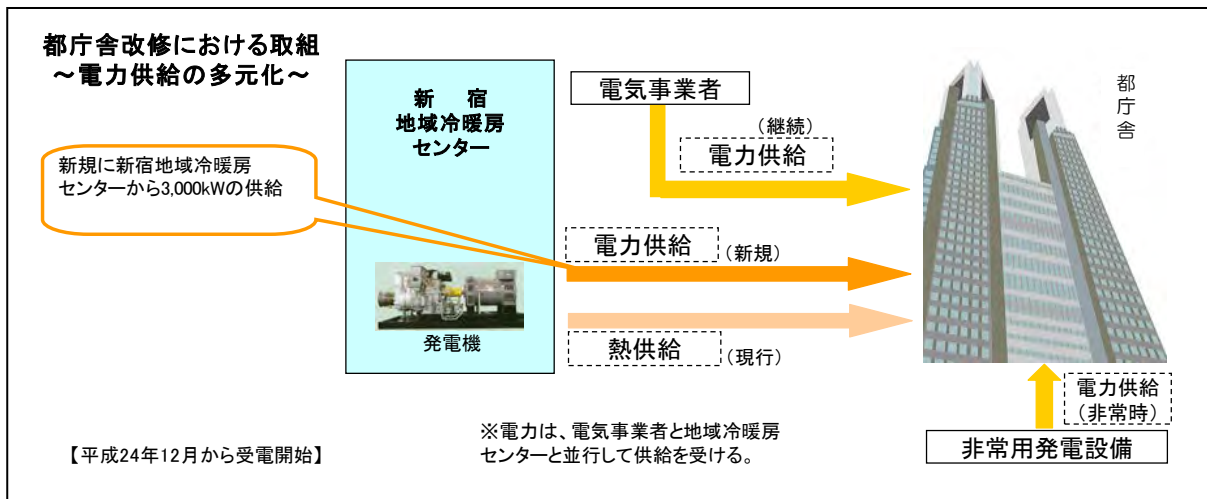 都庁舎改修における取組
～電力供給の多元化～
新規に新宿地域冷暖房
センターから3,000kWの供給
新　宿
地域冷暖房
センター
発電機
電気事業者
（継続）
電力供給
電力供給
（新規）
熱供給
（現行）
都庁舎
電力供給
（非常時）
非常用発電設備
※電力は、電気事業者と地域冷暖房
センターと並行して供給を受ける。
【平成24年12月から受電開始】